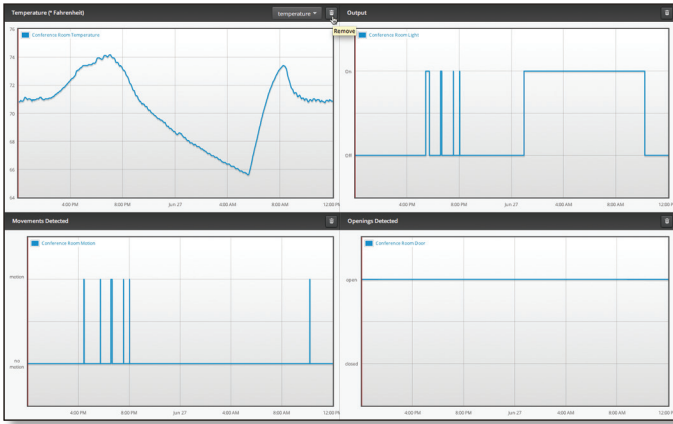 Temperature (° Fahrenheit)
temperature
Remove
Conference Room Temperature
76
74
72
70
68
66
64
4:00 PM
8:00 PM
Jun 27
4:00 AM
8:00 AM
12:00 P
Output
Conference Room Light
On
Off
4:00 PM
8:00 PM
Jun 27
4:00 AM
8:00 AM
12:00 PM
Movements Detected
Conference Room Motion
motion
no
motion
4:00 PM
8:00 PM
Jun 27
4:00 AM
8:00 AM
12:00 P
Openings Detected
Conference Room Door
open
closed
4:00 PM
8:00 PM
Jun 27
4:00 AM
8:00 AM
12:00 PM